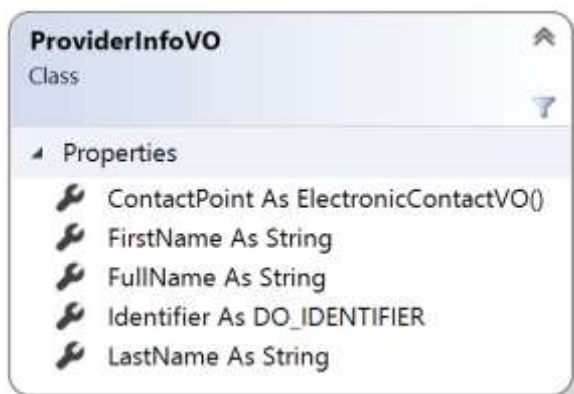 ProviderInfoVO
Class
Properties
ContactPoint As ElectronicContactVO()
FirstName As String
FullName As String
Identifier As DO_IDENTIFIER
LastName As String